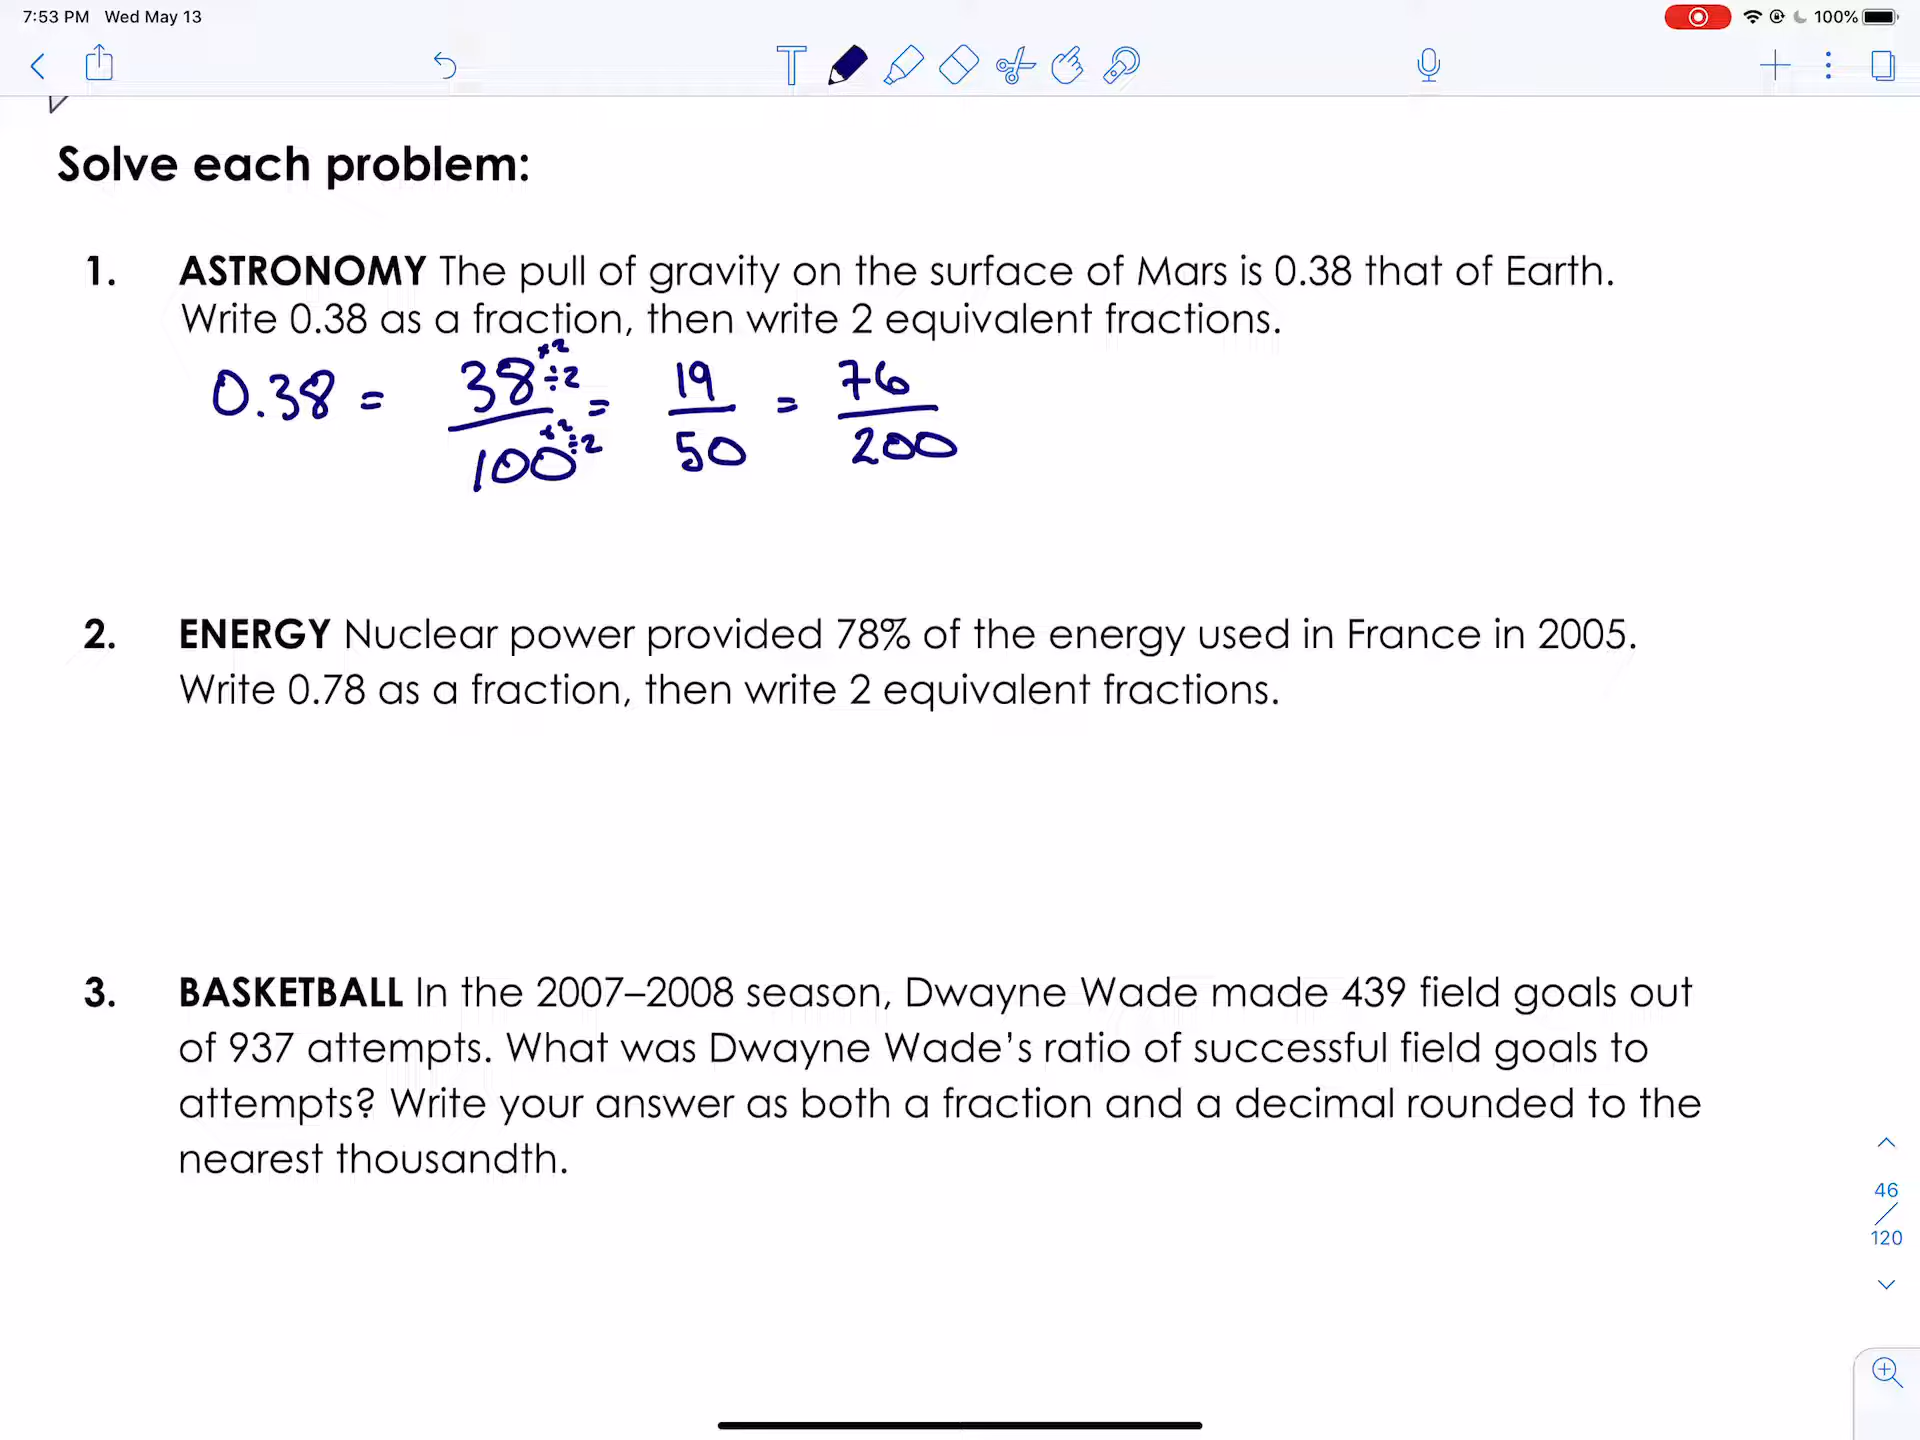 7:53 PM Wed May 13
100%
T
Solve each problem:
1. ASTRONOMY The pull of gravity on the surface of Mars is 0.38 that of Earth.
Write 0.38 as a fraction, then write 2 equivalent fractions.
0.38 = 38×2÷2/100×2÷2 = 19/50 = 76/200
2. ENERGY Nuclear power provided 78% of the energy used in France in 2005.
Write 0.78 as a fraction, then write 2 equivalent fractions.
3. BASKETBALL In the 2007–2008 season, Dwayne Wade made 439 field goals out
of 937 attempts. What was Dwayne Wade's ratio of successful field goals to
attempts? Write your answer as both a fraction and a decimal rounded to the
nearest thousandth.
46
/
120